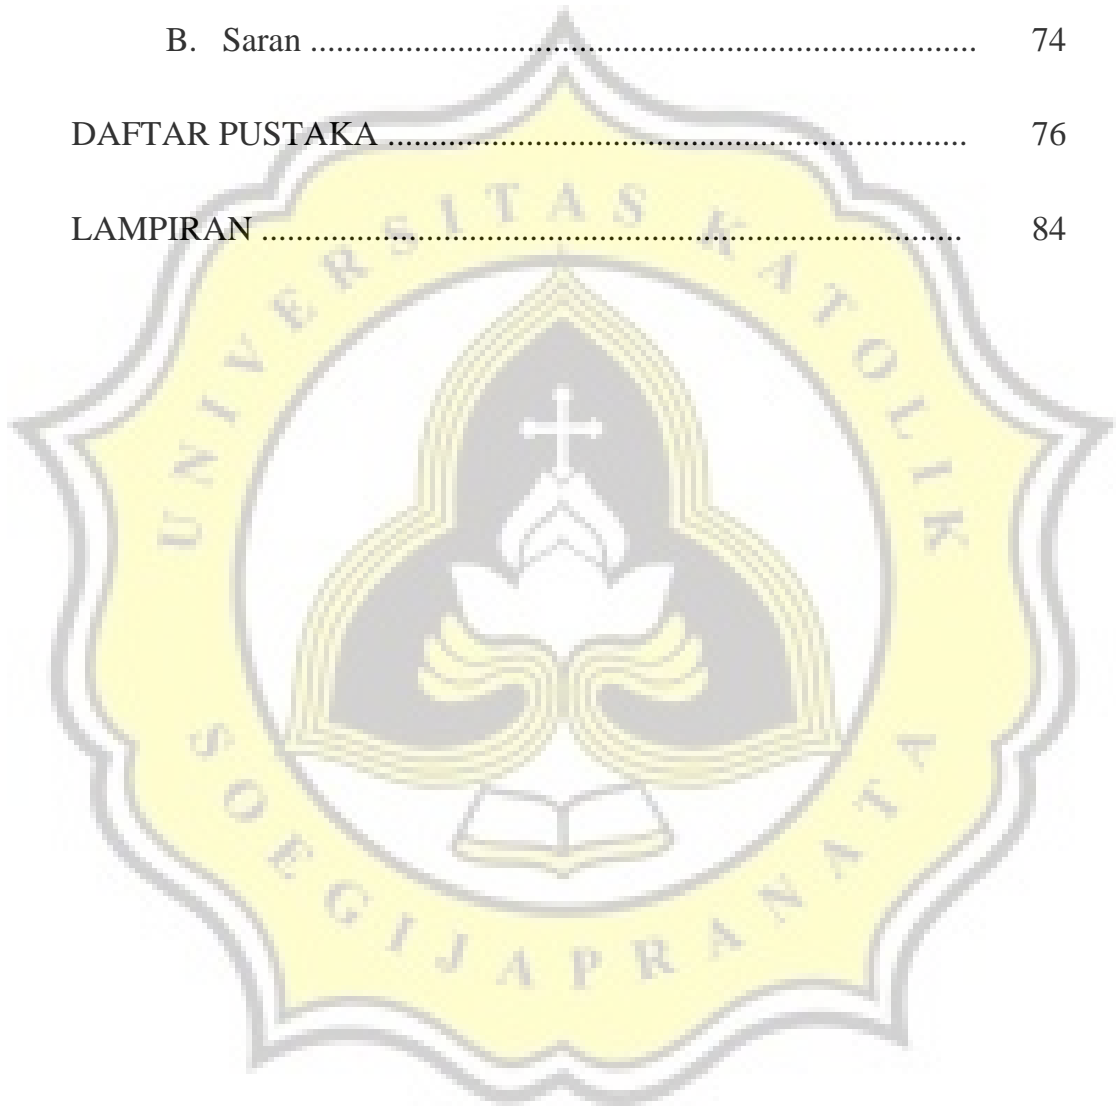 B. Saran ............................................................................ 74
DAFTAR PUSTAKA .................................................................. 76
LAMPIRAN ................................................................................ 84
UNIVERSITAS KATOLIK
SOEGIJAPRANATA